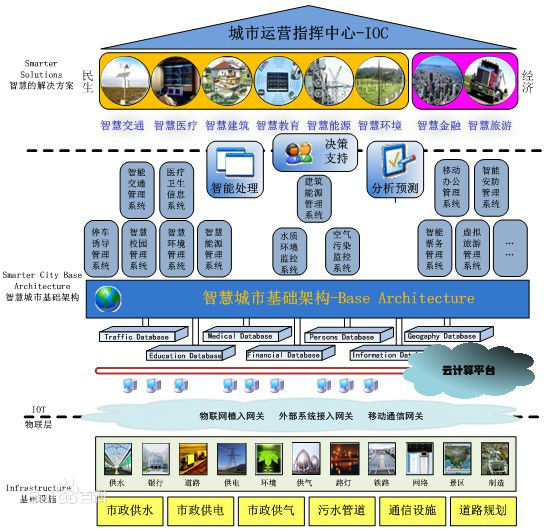 城市运营指挥中心-IOC
Smarter
Solutions
智慧的解决方案
民生
经济
智慧交通
智慧医疗
智慧建筑
智慧教育
智慧能源
智慧环境
智慧金融
智慧旅游
智能处理
决策
支持
分析预测
智能
交通
管理
系统
医疗
卫生
信息
系统
建筑
能源
管理
系统
移动
办公
管理
系统
智能
安防
管理
系统
停车
诱导
管理
系统
智慧
校园
管理
系统
智慧
环境
管理
系统
智慧
能源
管理
系统
水质
环境
监控
系统
空气
污染
监控
系统
智能
票务
管理
系统
虚拟
旅游
管理
系统
...
...
Smarter City Base
Architecture
智慧城市基础架构
智慧城市基础架构-Base Architecture
Traffic Database
Medical Database
Persons Database
Geogaphy Database
Education Database
Financial Database
Information Data
云计算平台
IOT
物联层
物联网植入网关
外部系统接入网关
移动通信网关
供水
银行
道路
供电
环境
供气
路灯
铁路
网络
景区
制造
Infrastructure
基础设施
市政供水
市政供电
市政供气
污水管道
通信设施
道路规划